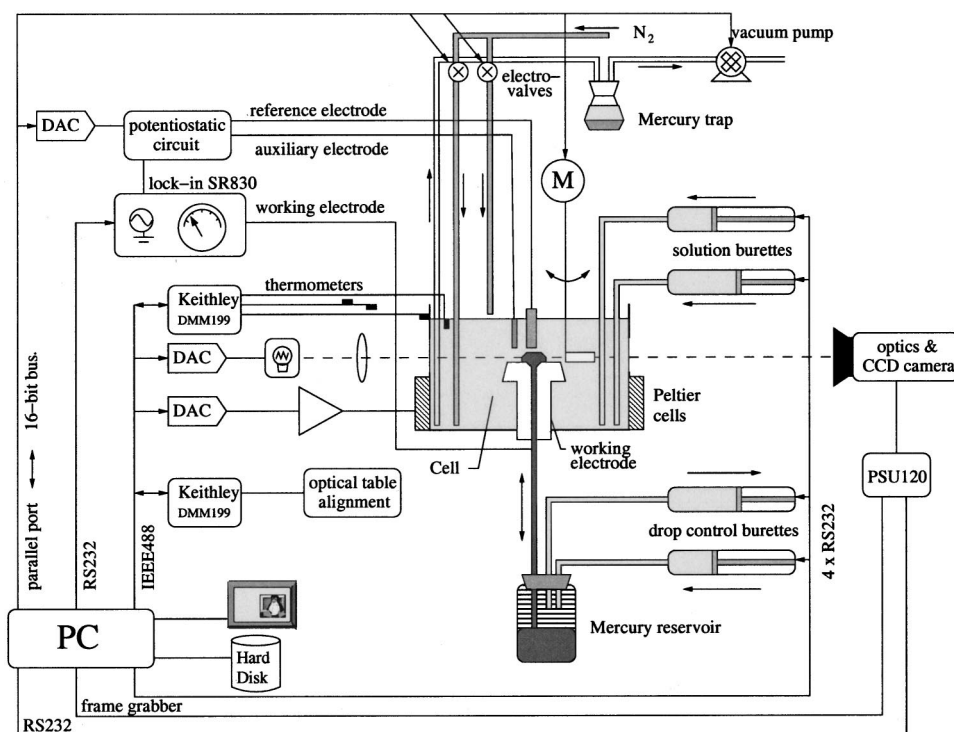 N2
vacuum pump
electro-
valves
Mercury trap
reference electrode
DAC
potentiostatic
circuit
auxiliary electrode
M
lock-in SR830
working electrode
solution burettes
thermometers
Keithley
DMM199
DAC
optics &
CCD camera
DAC
Peltier
cells
working
electrode
Cell
Keithley
DMM199
optical table
alignment
PSU120
drop control burettes
parallel port ↔ 16-bit bus.
RS232
IEEE488
4 x RS232
Mercury reservoir
PC
Hard
Disk
frame grabber
RS232